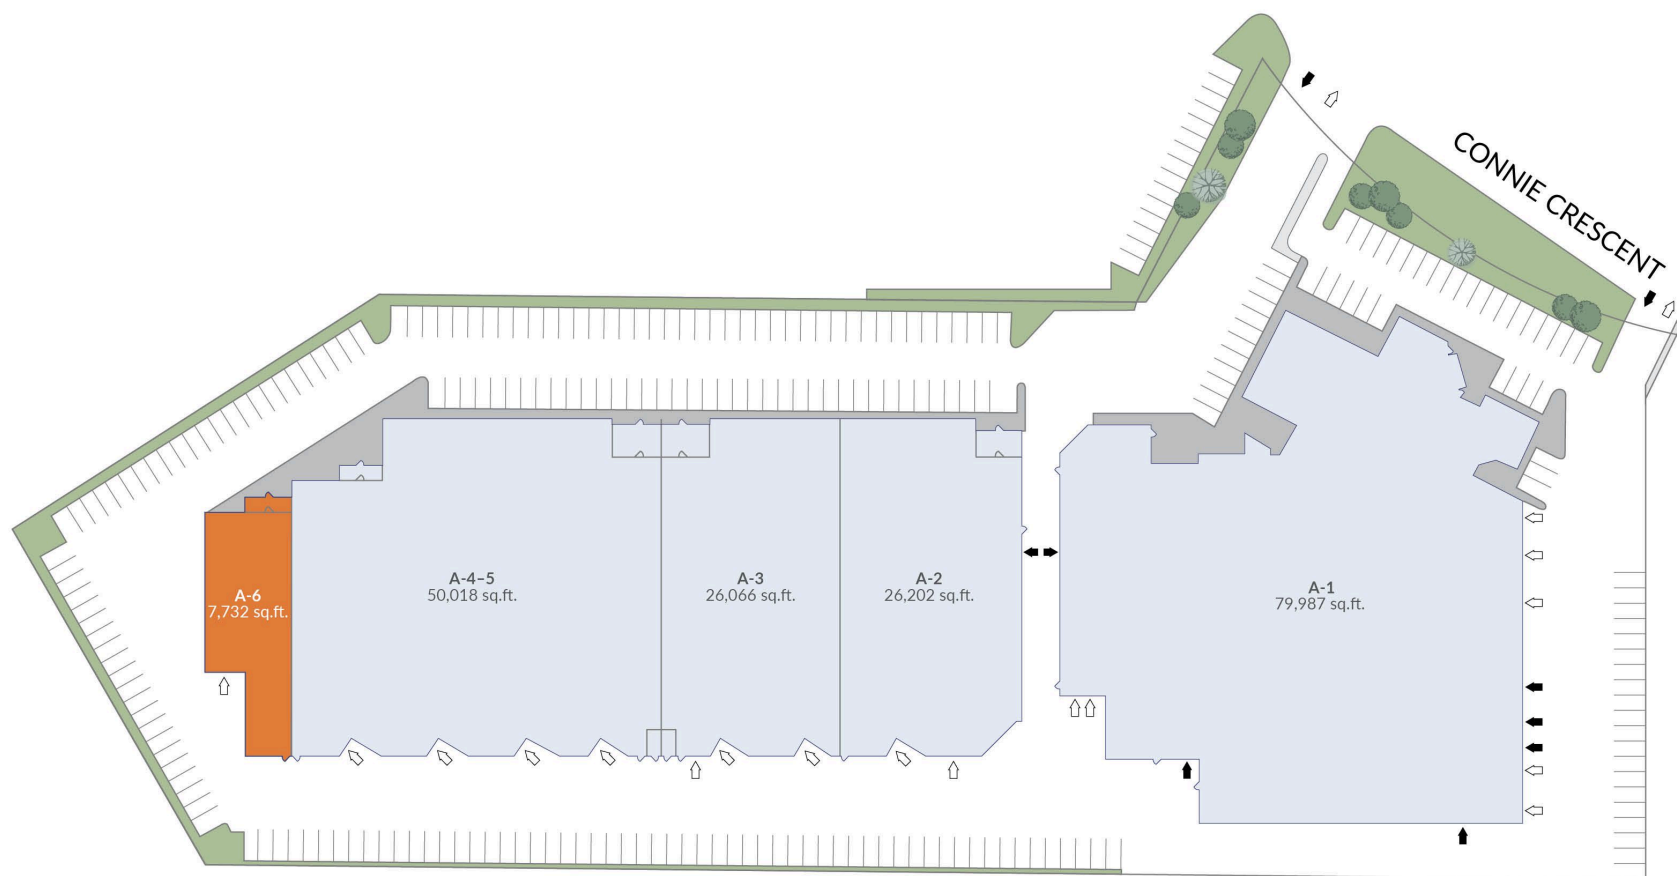 CONNIE CRESCENT
A-6
7,732 sq.ft.
A-4–5
50,018 sq.ft.
A-3
26,066 sq.ft.
A-2
26,202 sq.ft.
A-1
79,987 sq.ft.